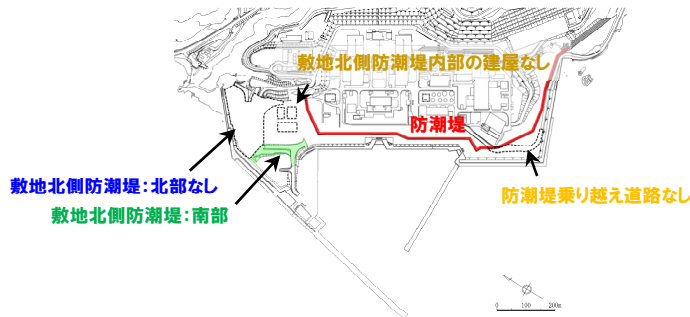 敷地北側防潮堤内部の建屋なし
防潮堤
敷地北側防潮堤：北部なし
敷地北側防潮堤：南部
防潮堤乗り越え道路なし
0 100 200m